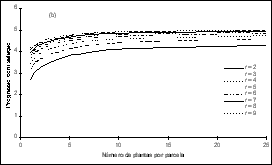 (b)
6
5
4
3
2
1
0
Progresso com seleção
0 5 10 15 20 25
Número de plantas por parcela
r = 2
r = 3
r = 4
r = 5
r = 6
r = 7
r = 8
r = 9